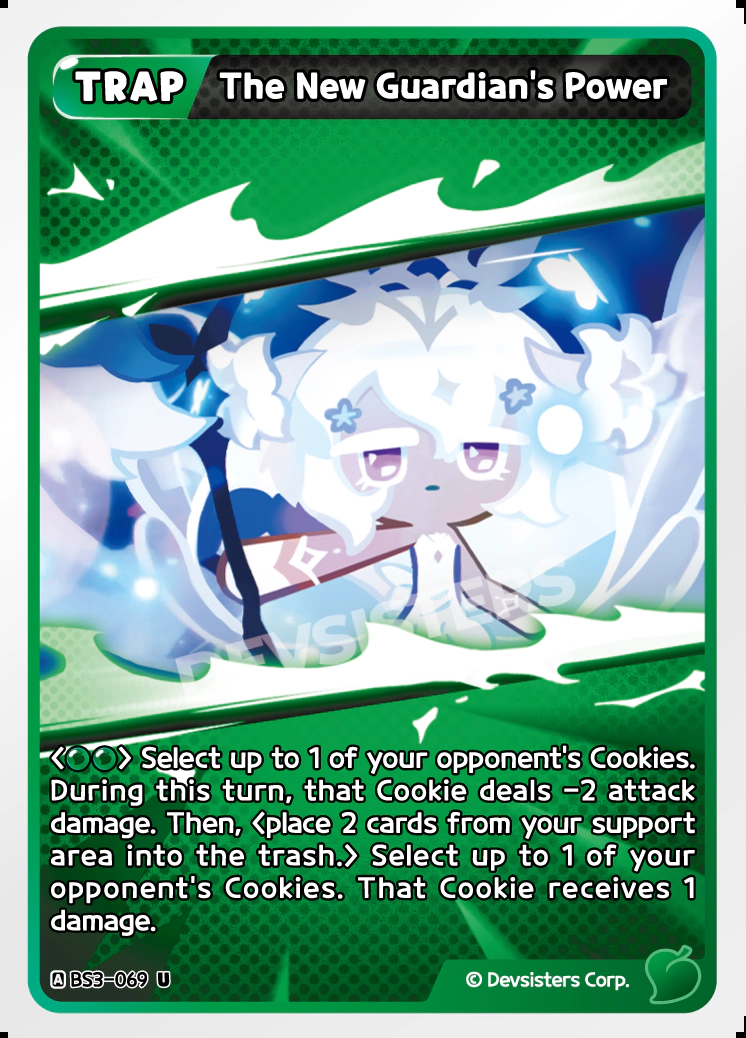 TRAP The New Guardian's Power
DEVSISTERS
<●●> Select up to 1 of your opponent's Cookies.
During this turn, that Cookie deals -2 attack
damage. Then, <place 2 cards from your support
area into the trash.> Select up to 1 of your
opponent's Cookies. That Cookie receives 1
damage.
A BS3-069 U © Devsisters Corp.